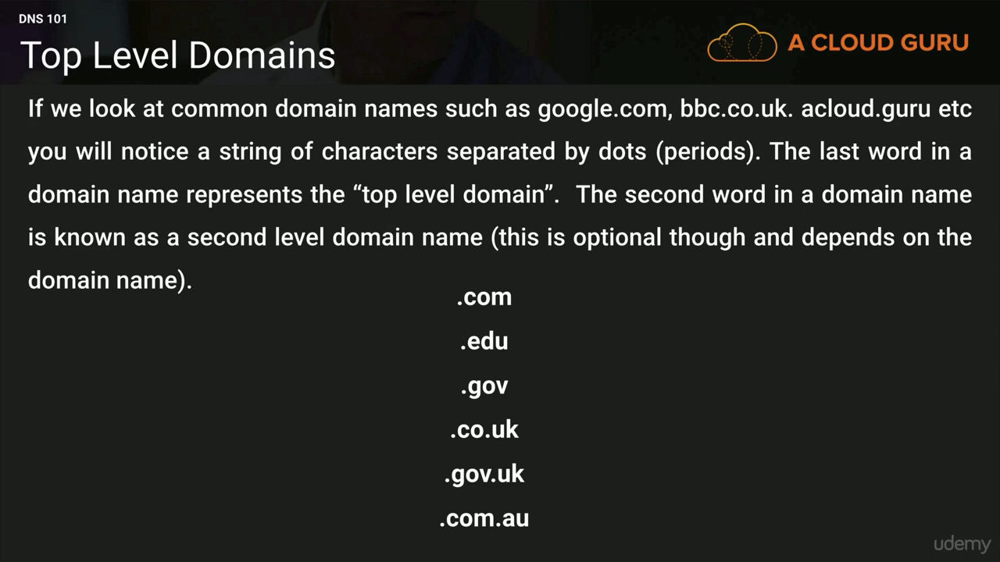 DNS 101
Top Level Domains
A CLOUD GURU
If we look at common domain names such as google.com, bbc.co.uk. acloud.guru etc
you will notice a string of characters separated by dots (periods). The last word in a
domain name represents the “top level domain”.  The second word in a domain name
is known as a second level domain name (this is optional though and depends on the
domain name).
.com
.edu
.gov
.co.uk
.gov.uk
.com.au
udemy